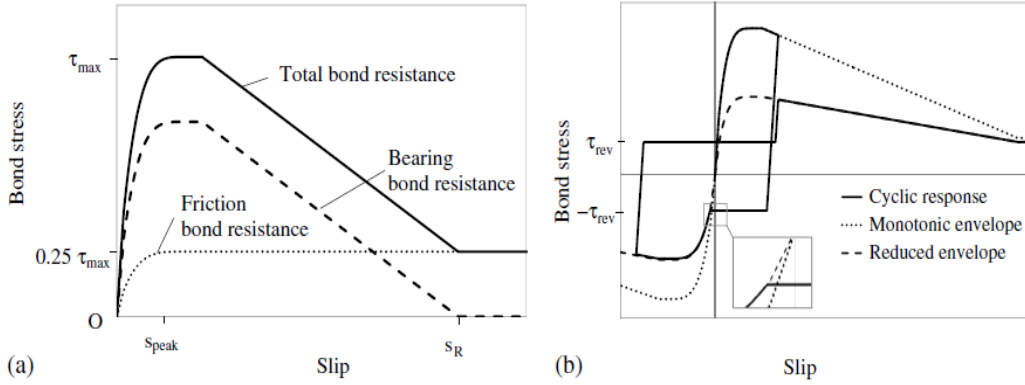 τmax
Total bond resistance
Bearing
bond resistance
Friction
bond resistance
0.25 τmax
O
speak
sR
Bond stress
Slip
(a)
Bond stress
τrev
−τrev
Cyclic response
Monotonic envelope
Reduced envelope
Slip
(b)